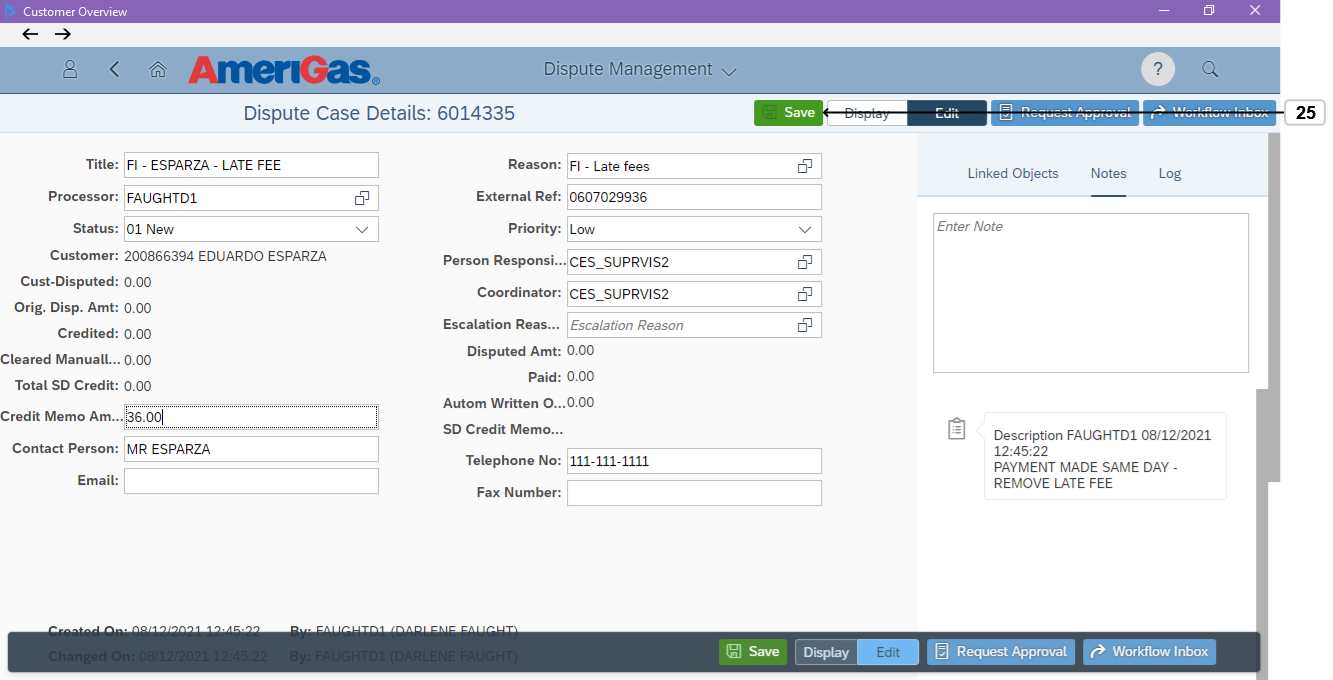 Customer Overview
AmeriGas®
Dispute Management
?
Dispute Case Details: 6014335
Save
Display
Edit
Request Approval
Workflow Inbox
25
Title: FI - ESPARZA - LATE FEE
Processor: FAUGHTD1
Status: 01 New
Customer: 200866394 EDUARDO ESPARZA
Cust-Disputed: 0.00
Orig. Disp. Amt: 0.00
Credited: 0.00
Cleared Manuall... 0.00
Total SD Credit: 0.00
Credit Memo Am... 36.00
Contact Person: MR ESPARZA
Email:
Reason: FI - Late fees
External Ref: 0607029936
Priority: Low
Person Responsi... CES_SUPRVIS2
Coordinator: CES_SUPRVIS2
Escalation Reas... Escalation Reason
Disputed Amt: 0.00
Paid: 0.00
Autom Written O... 0.00
SD Credit Memo...
Telephone No: 111-111-1111
Fax Number:
Linked Objects
Notes
Log
Enter Note
Description FAUGHTD1 08/12/2021
12:45:22
PAYMENT MADE SAME DAY -
REMOVE LATE FEE
Created On: 08/12/2021 12:45:22 By: FAUGHTD1 (DARLENE FAUGHT)
Changed On: 08/12/2021 12:45:22 By: FAUGHTD1 (DARLENE FAUGHT)
Save
Display
Edit
Request Approval
Workflow Inbox